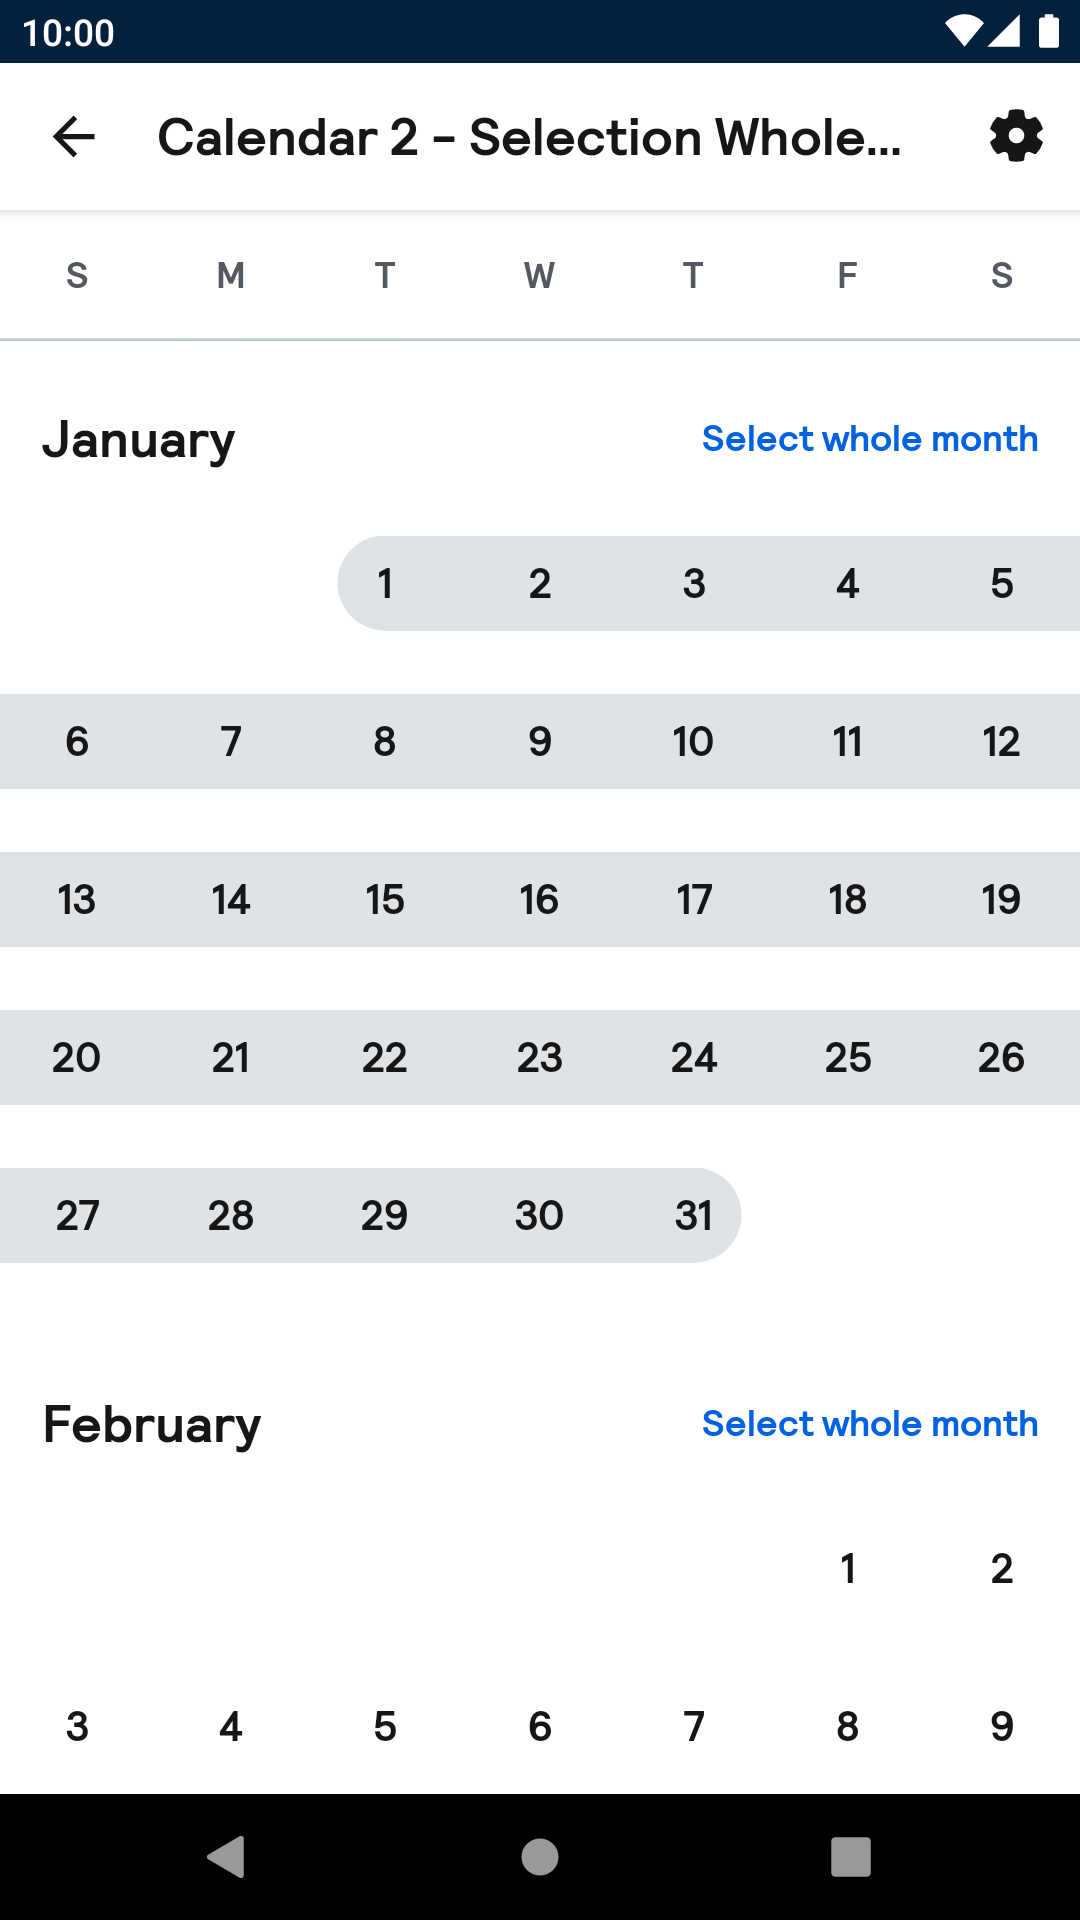 10:00
Calendar 2 – Selection Whole...
S M T W T F S
January Select whole month
1 2 3 4 5
6 7 8 9 10 11 12
13 14 15 16 17 18 19
20 21 22 23 24 25 26
27 28 29 30 31
February Select whole month
1 2
3 4 5 6 7 8 9